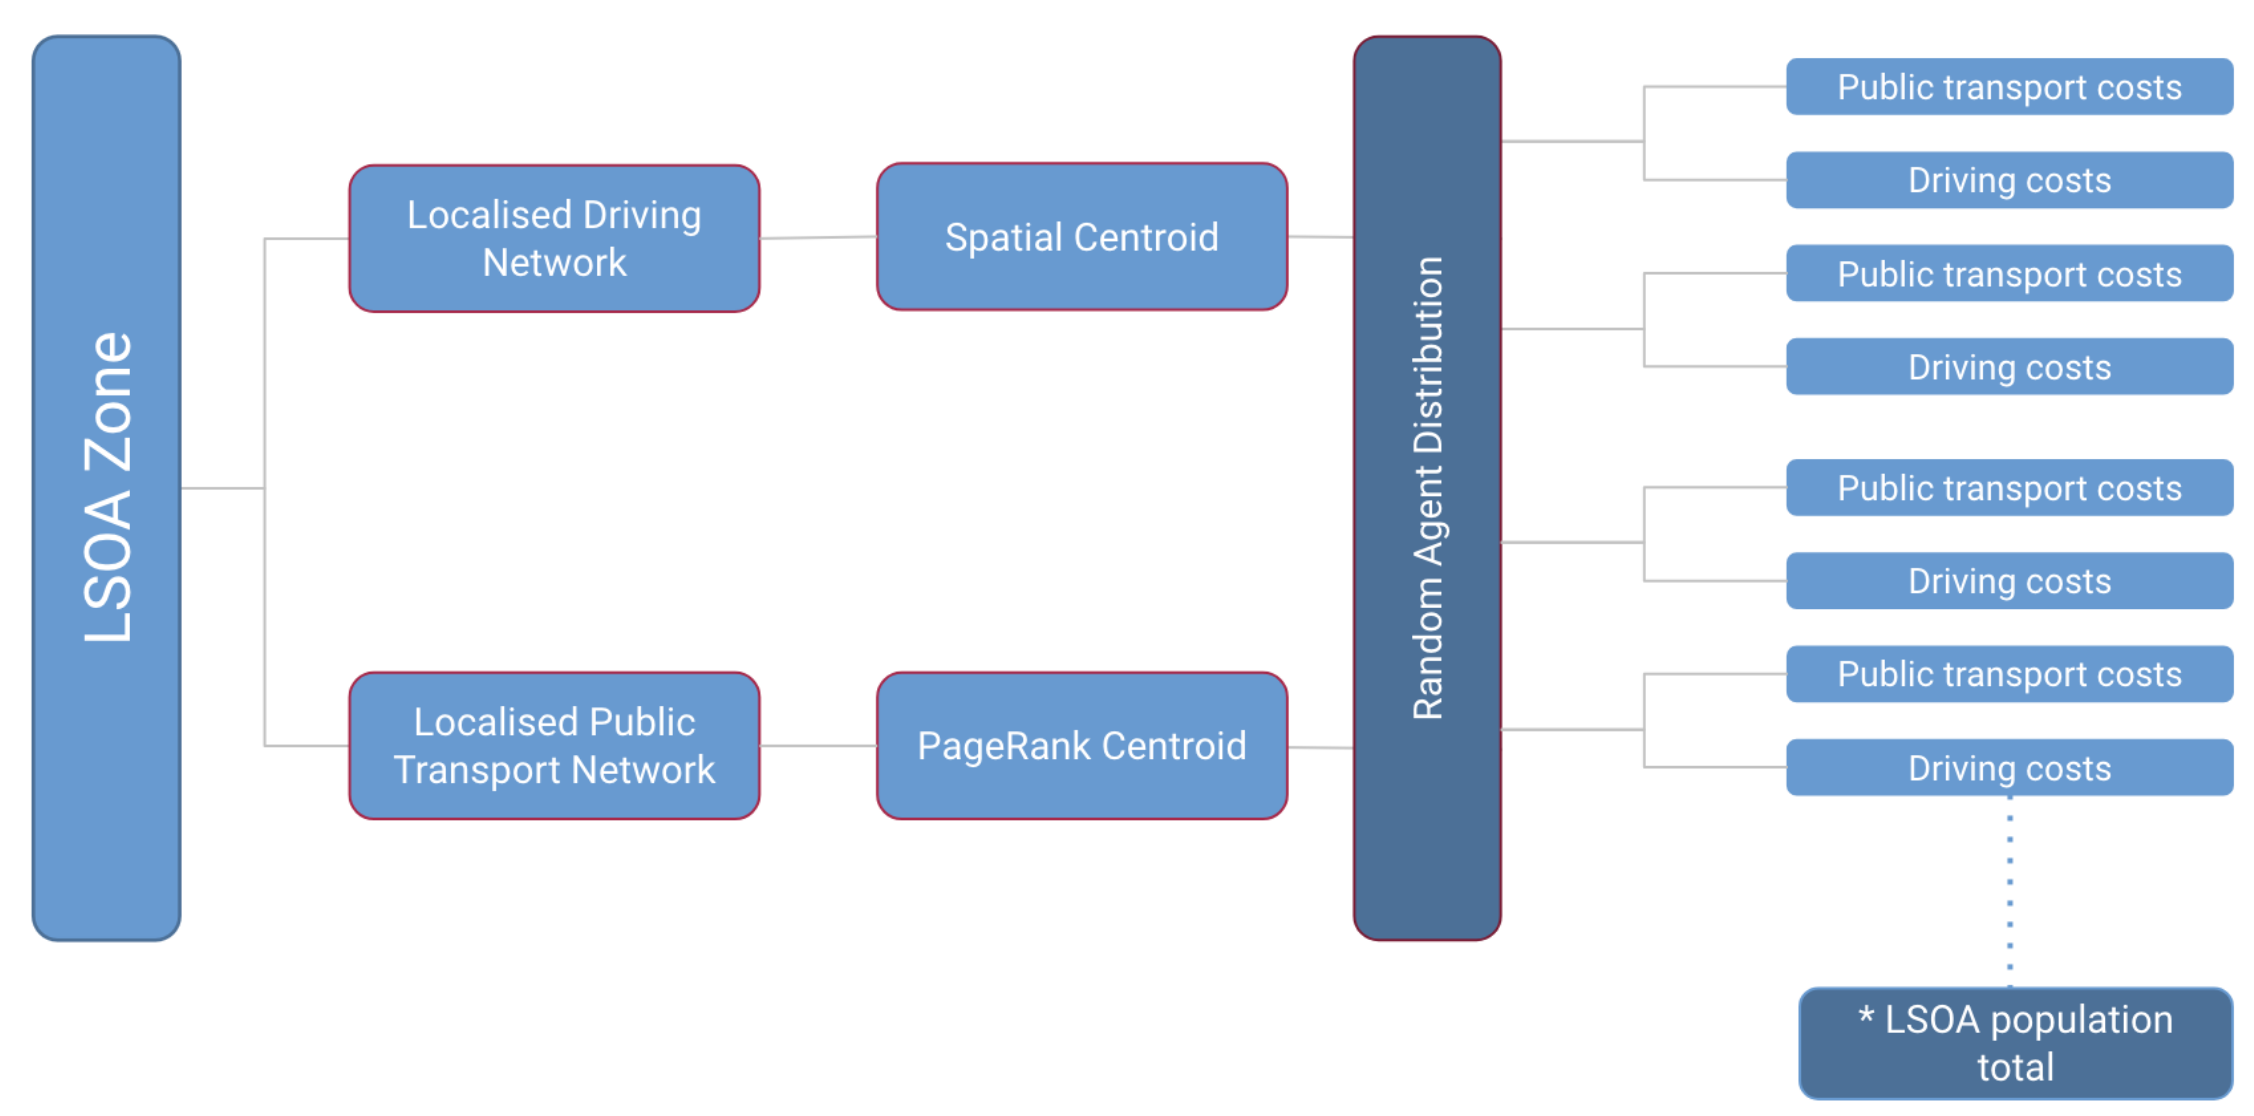 LSOA Zone
Localised Driving
Network
Spatial Centroid
Localised Public
Transport Network
PageRank Centroid
Random Agent Distribution
Public transport costs
Driving costs
Public transport costs
Driving costs
Public transport costs
Driving costs
Public transport costs
Driving costs
* LSOA population
total